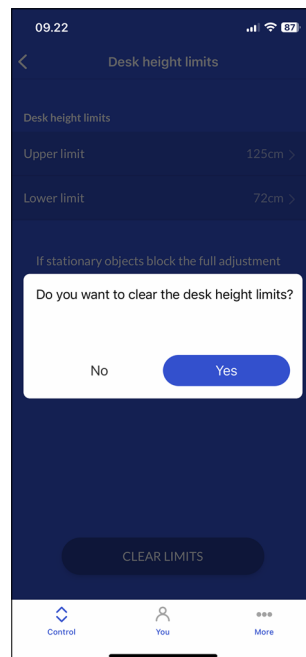 09.22
87
Desk height limits
Desk height limits
Upper limit 125cm
Lower limit 72cm
If stationary objects block the full adjustment
Do you want to clear the desk height limits?
No Yes
CLEAR LIMITS
Control You More